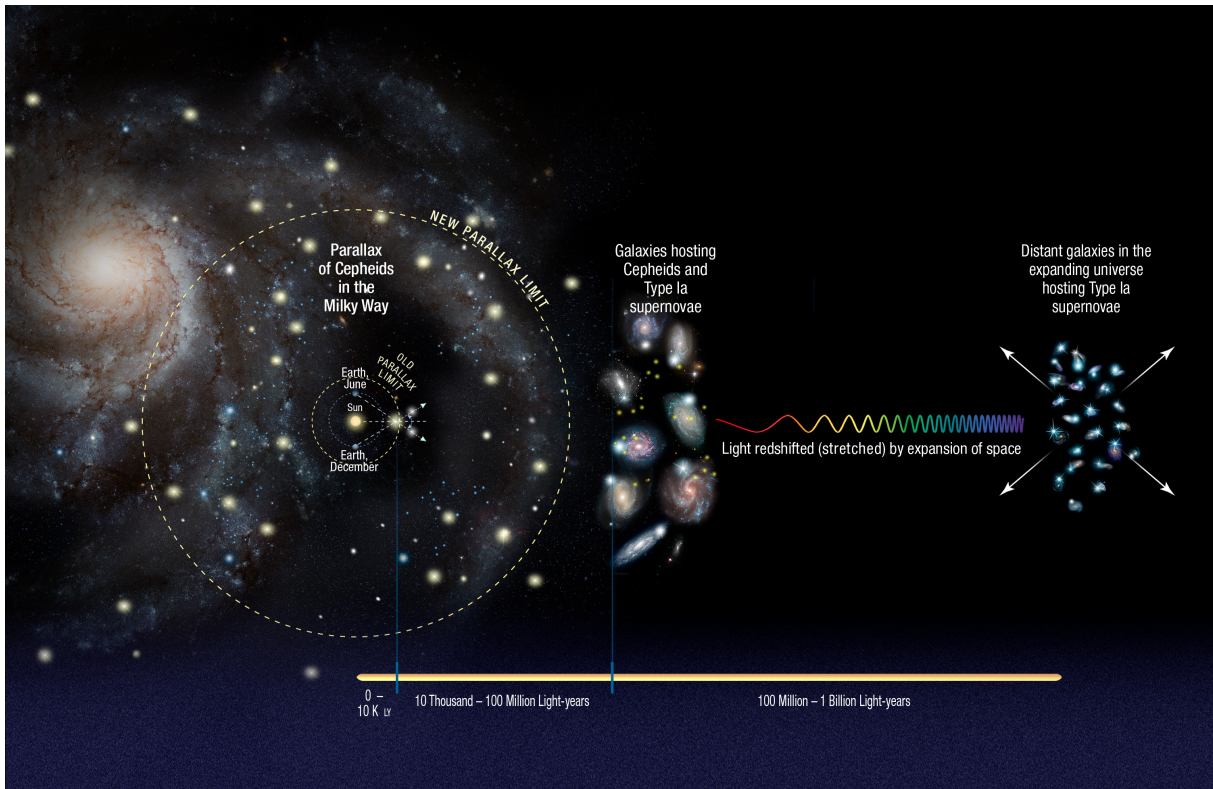 NEW PARALLAX LIMIT
Parallax
of Cepheids
in the
Milky Way
Galaxies hosting
Cepheids and
Type Ia
supernovae
Distant galaxies in the
expanding universe
hosting Type Ia
supernovae
OLD
PARALLAX
LIMIT
Earth,
June
Sun
Earth,
December
Light redshifted (stretched) by expansion of space
0 –
10 K LY
10 Thousand – 100 Million Light-years
100 Million – 1 Billion Light-years